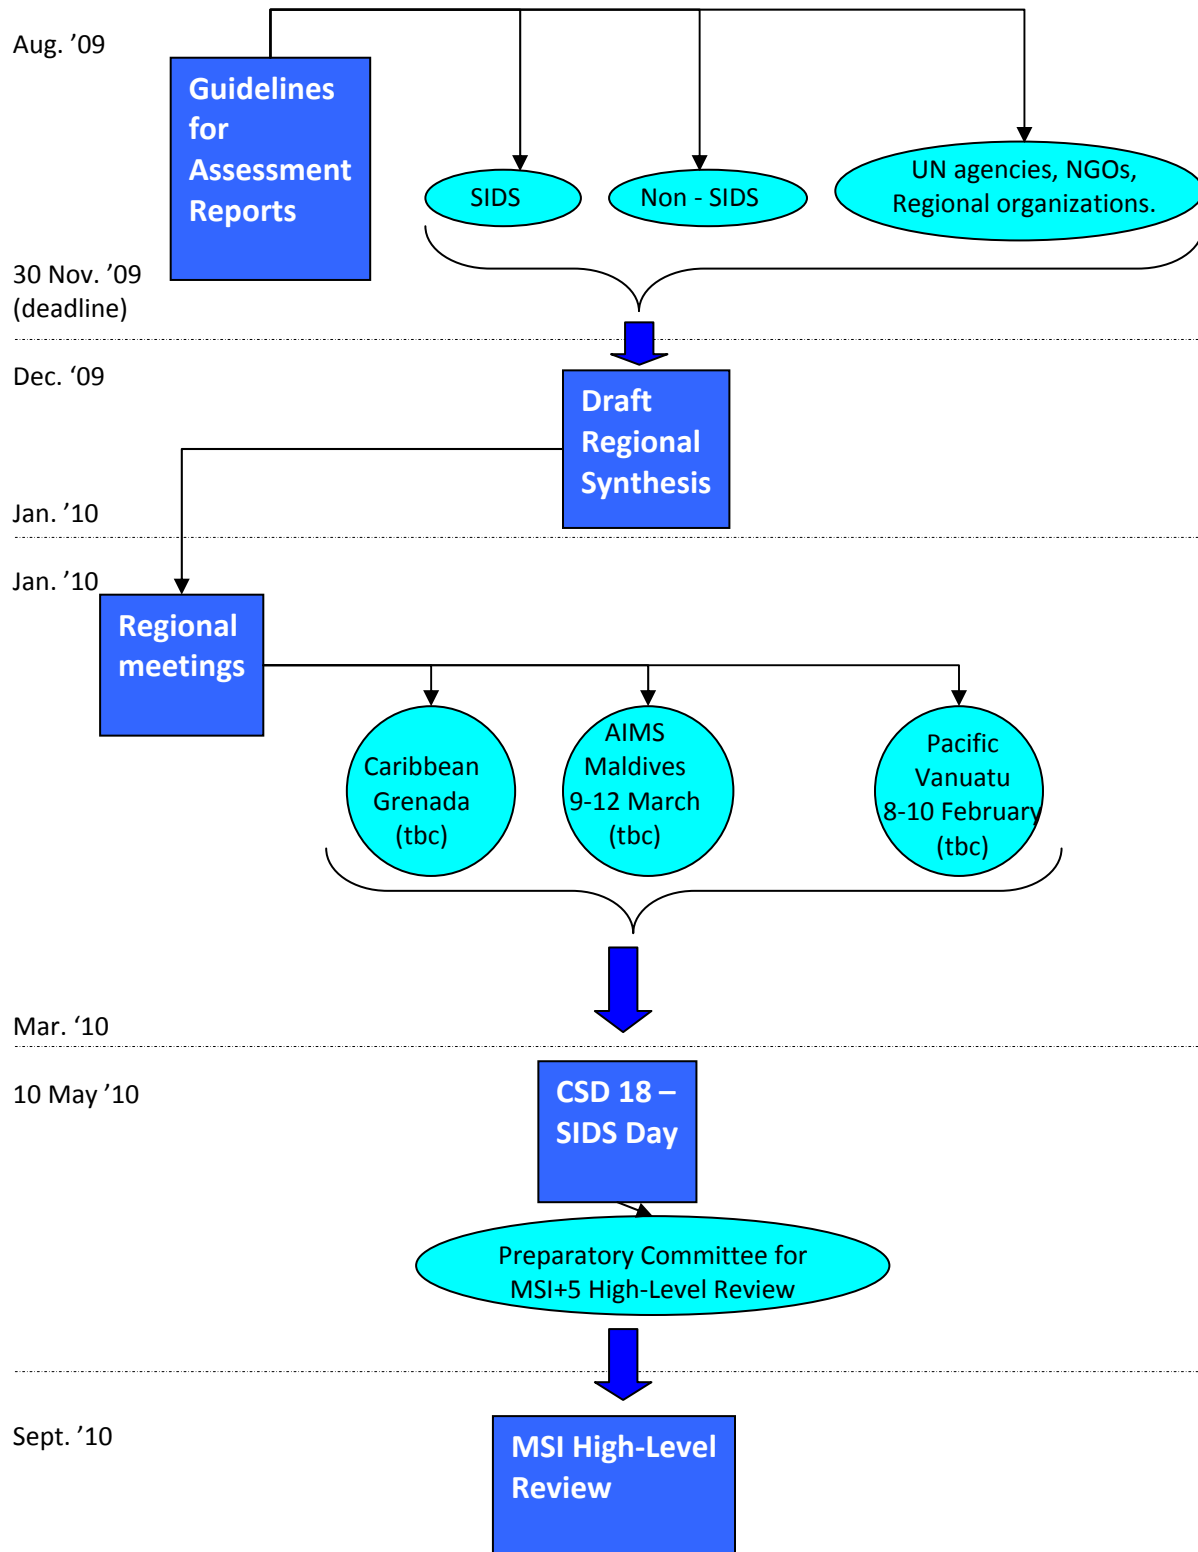 Aug. ’09
Guidelines
for
Assessment
Reports
SIDS
Non - SIDS
UN agencies, NGOs,
Regional organizations.
30 Nov. ’09
(deadline)
Dec. ‘09
Draft
Regional
Synthesis
Jan. ’10
Jan. ’10
Regional
meetings
Caribbean
Grenada
(tbc)
AIMS
Maldives
9-12 March
(tbc)
Pacific
Vanuatu
8-10 February
(tbc)
Mar. ‘10
10 May ’10
CSD 18 –
SIDS Day
Preparatory Committee for
MSI+5 High-Level Review
Sept. ’10
MSI High-Level
Review